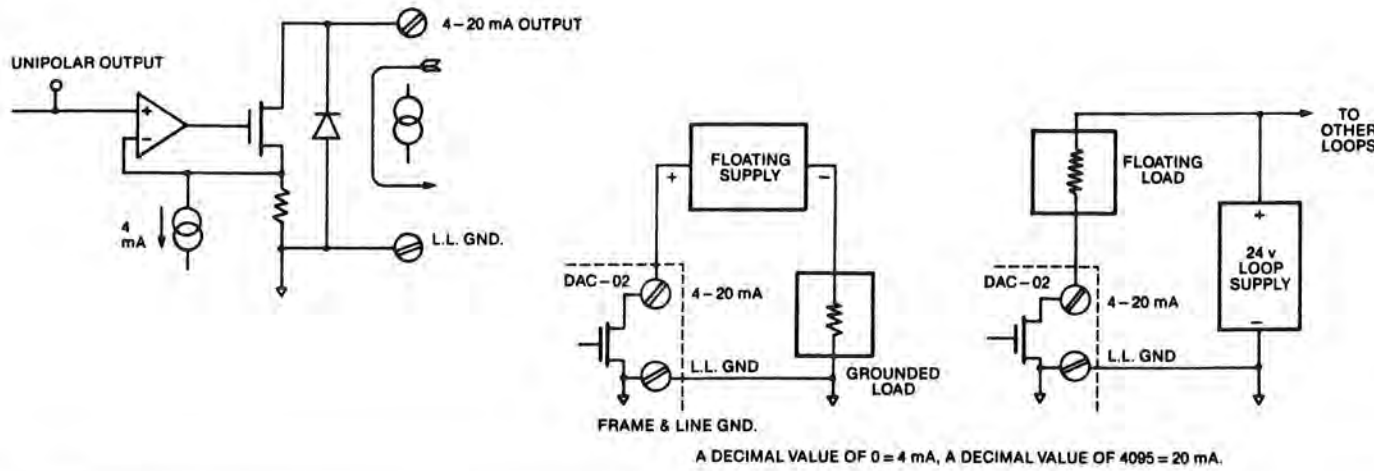 4–20 mA OUTPUT
UNIPOLAR OUTPUT
+
–
4
mA
L.L. GND.
FLOATING
SUPPLY
+
–
DAC–02
4–20 mA
L.L. GND
GROUNDED
LOAD
FRAME & LINE GND.
TO
OTHER
LOOPS
FLOATING
LOAD
+
24 v
LOOP
SUPPLY
–
DAC–02
4–20 mA
L.L. GND
A DECIMAL VALUE OF 0 = 4 mA, A DECIMAL VALUE OF 4095 = 20 mA.